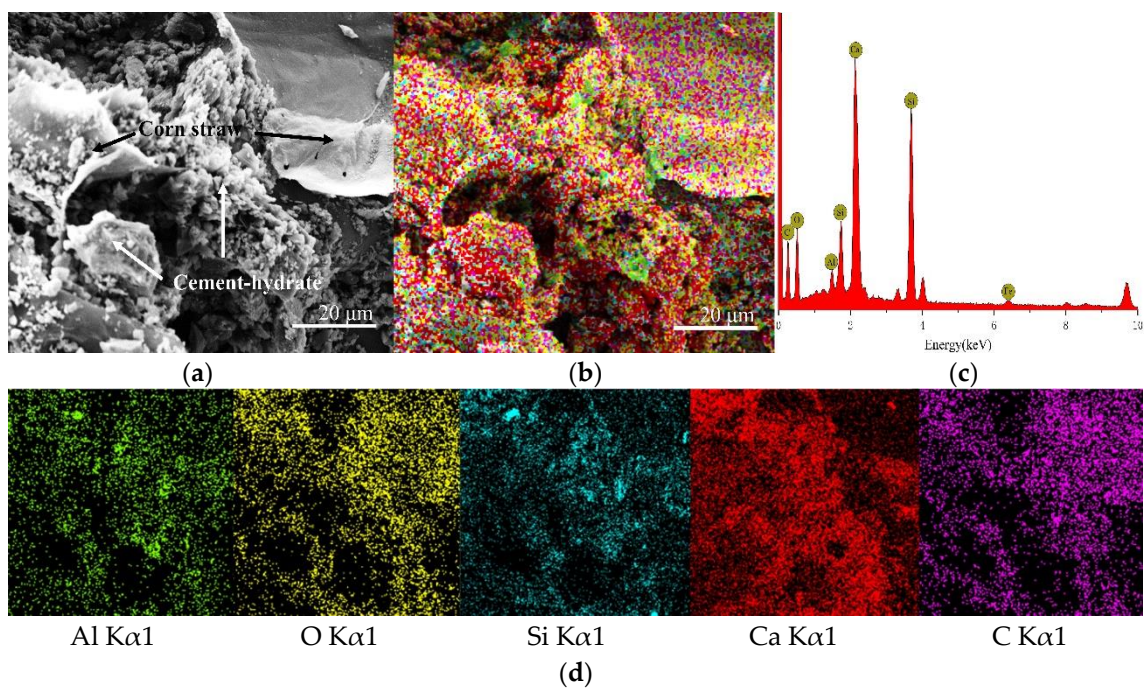 Corn straw
Cement-hydrate
20 μm
20 μm
Ca
Si
Si
O
C
Al
Fe
0 2 4 6 8 10
Energy(keV)
(a) (b) (c)
Al Kα1 O Kα1 Si Kα1 Ca Kα1 C Kα1
(d)